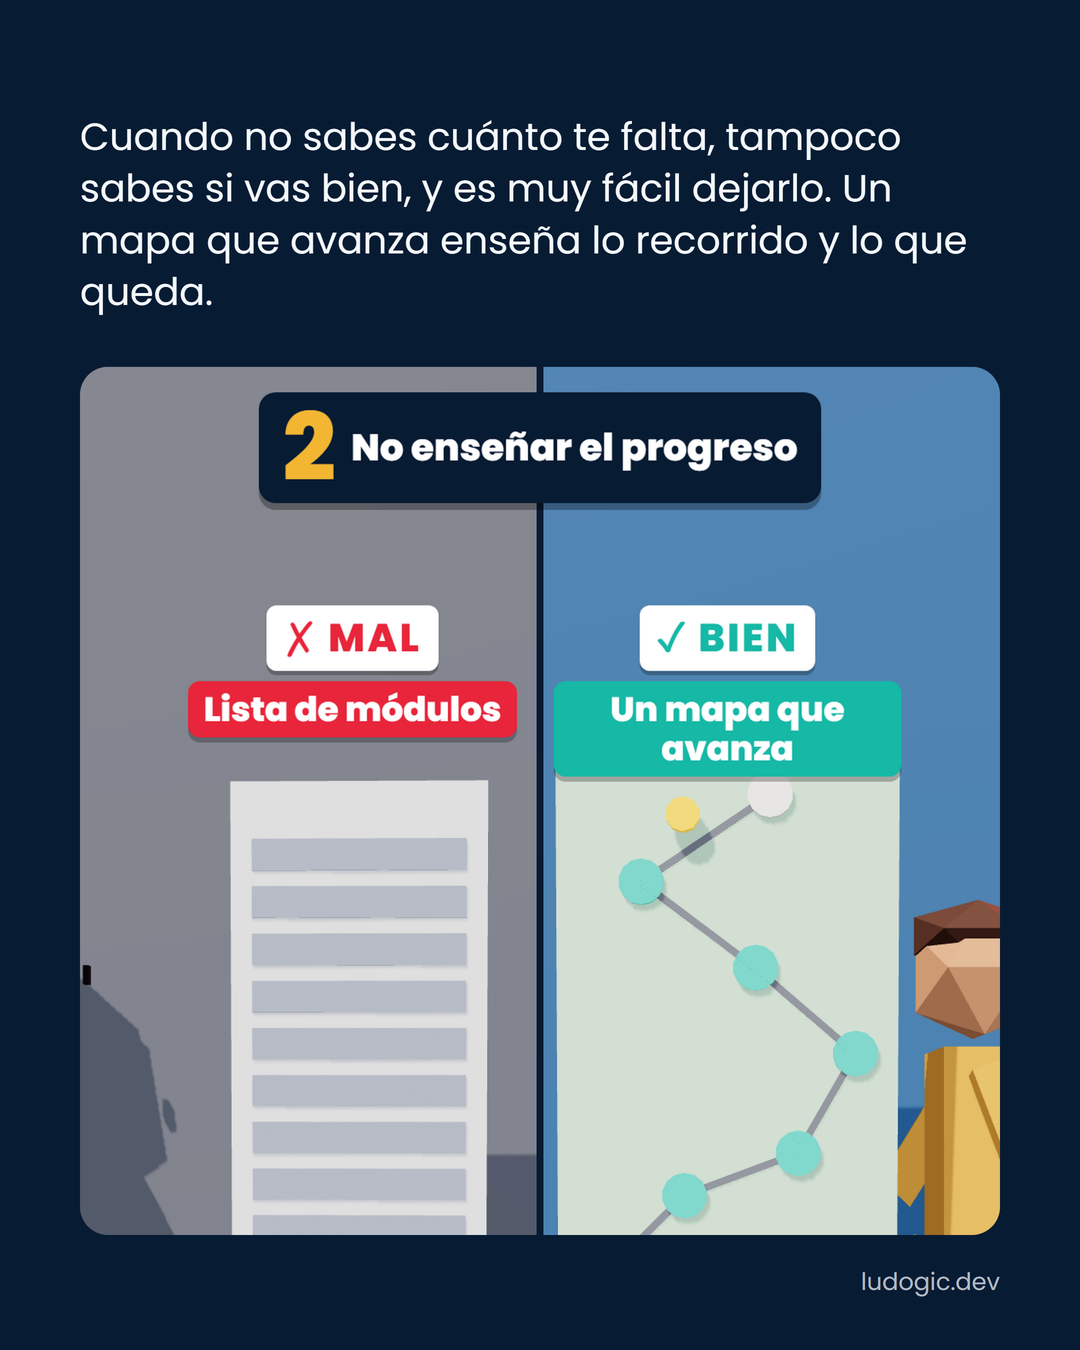 Cuando no sabes cuánto te falta, tampoco
sabes si vas bien, y es muy fácil dejarlo. Un
mapa que avanza enseña lo recorrido y lo que
queda.
2 No enseñar el progreso
✗ MAL
Lista de módulos
✓ BIEN
Un mapa que
avanza
ludogic.dev